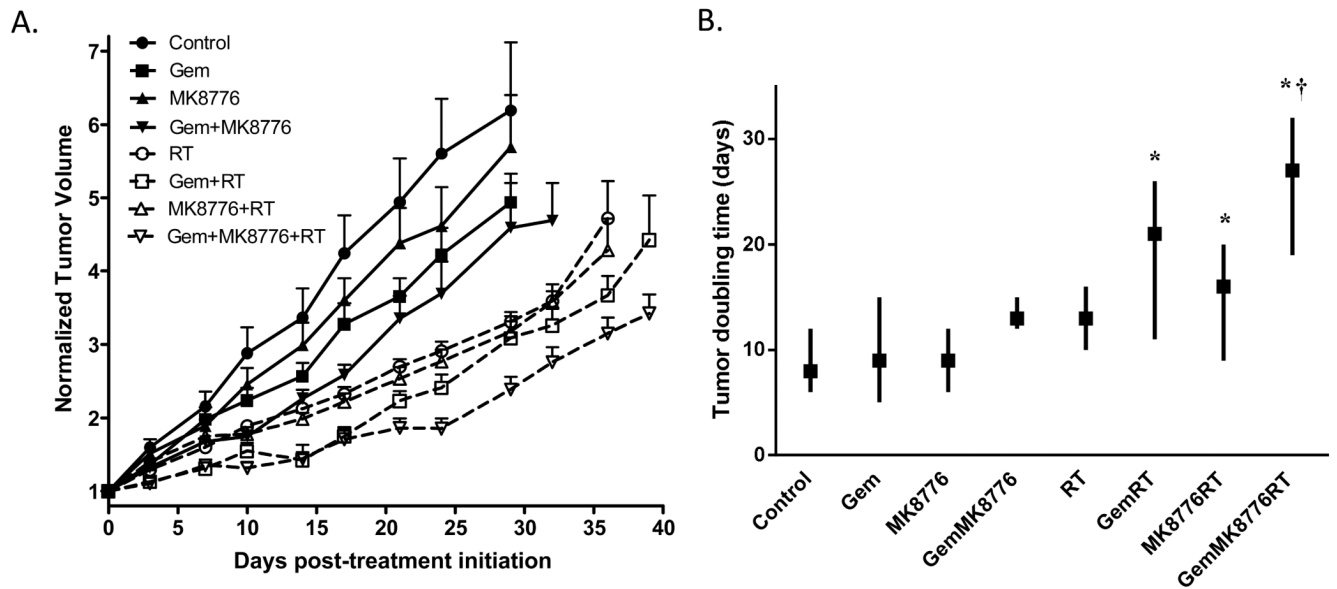 A.
Normalized Tumor Volume
7
6
5
4
3
2
1
Control
Gem
MK8776
Gem+MK8776
RT
Gem+RT
MK8776+RT
Gem+MK8776+RT
0 5 10 15 20 25 30 35 40
Days post-treatment initiation
B.
Tumor doubling time (days)
30
20
10
0
*
*
*†
Control
Gem
MK8776
GemMK8776
RT
GemRT
MK8776RT
GemMK8776RT